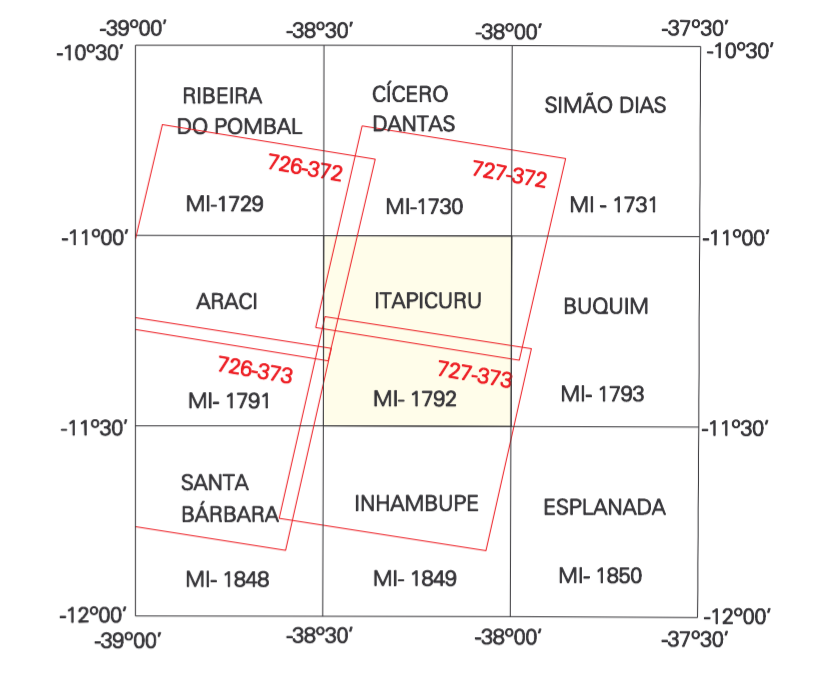 -39º00’ -38º30’ -38º00’ -37º30’
-10º30’ -10º30’
RIBEIRA
DO POMBAL
CÍCERO
DANTAS
SIMÃO DIAS
726-372
727-372
MI-1729
MI-1730
MI - 1731
-11º00’ -11º00’
ARACI
ITAPICURU
BUQUIM
726-373
727-373
MI- 1791
MI- 1792
MI- 1793
-11º30’ -11º30’
SANTA
BÁRBARA
INHAMBUPE
ESPLANADA
MI- 1848
MI- 1849
MI- 1850
-12º00’ -12º00’
-39º00’ -38º30’ -38º00’ -37º30’